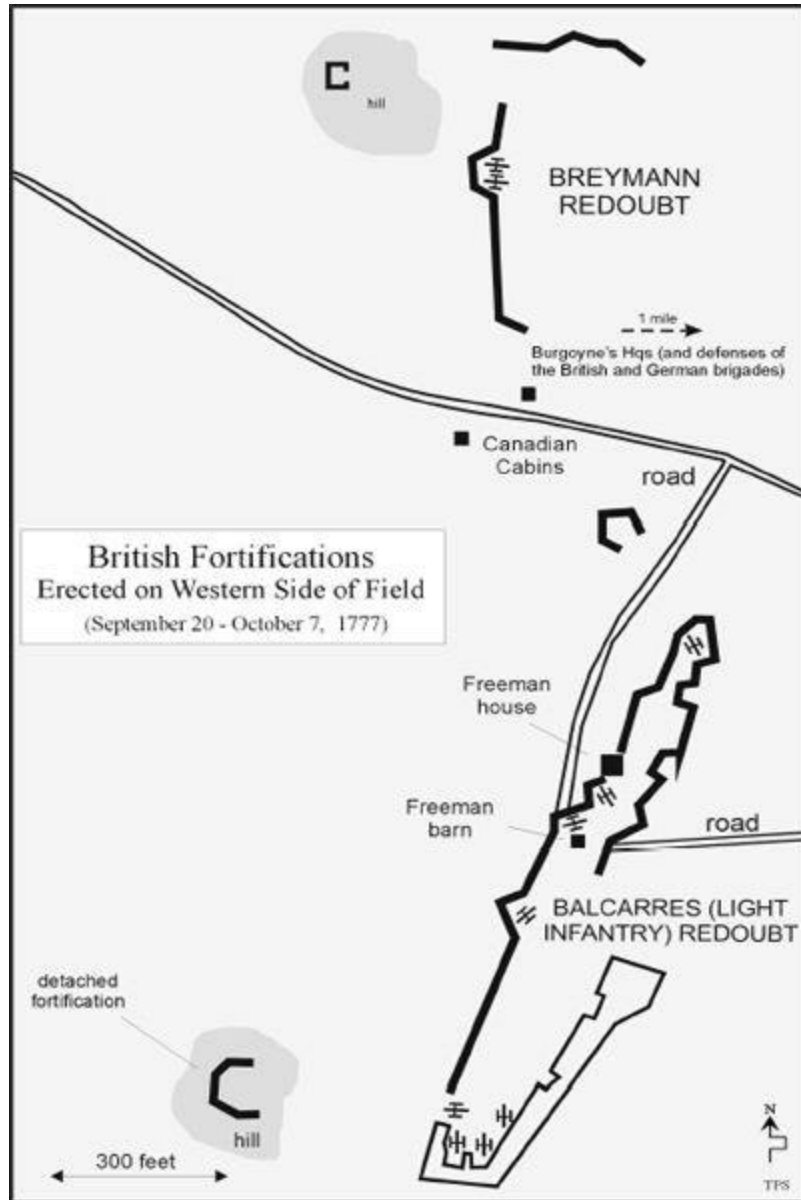 hill
BREYMANN
REDOUBT
1 mile
Burgoyne's Hqs (and defenses of
the British and German brigades)
Canadian
Cabins
road
British Fortifications
Erected on Western Side of Field
(September 20 - October 7, 1777)
Freeman
house
Freeman
barn
road
BALCARRES (LIGHT
INFANTRY) REDOUBT
detached
fortification
hill
300 feet
N
TPS